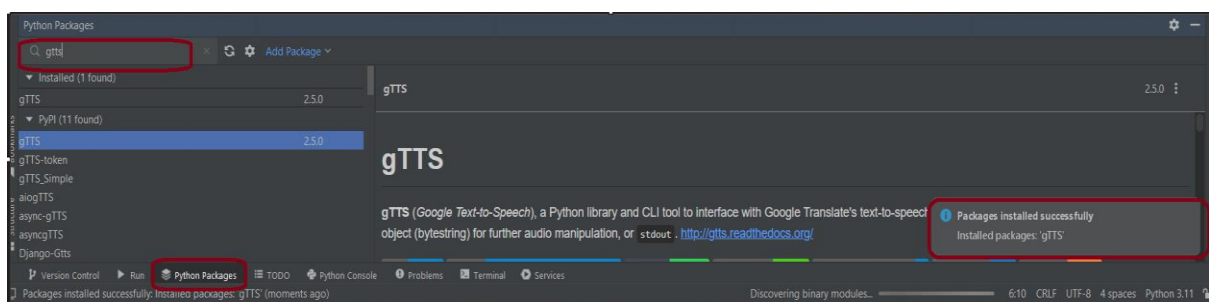 Python Packages
gtts
Add Package
Installed (1 found)
gTTS 2.5.0
PyPI (11 found)
gTTS 2.5.0
gTTS-token
gTTS_Simple
aiogTTS
async-gTTS
asyncgTTS
Django-Gtts
gTTS 2.5.0
gTTS
gTTS (Google Text-to-Speech), a Python library and CLI tool to interface with Google Translate's text-to-speech
object (bytestring) for further audio manipulation, or stdout. http://gtts.readthedocs.org/
Packages installed successfully
Installed packages: 'gTTS'
Version Control Run Python Packages TODO Python Console Problems Terminal Services
Packages installed successfully: Installed packages: 'gTTS' (moments ago) Discovering binary modules... 6:10 CRLF UTF-8 4 spaces Python 3.11